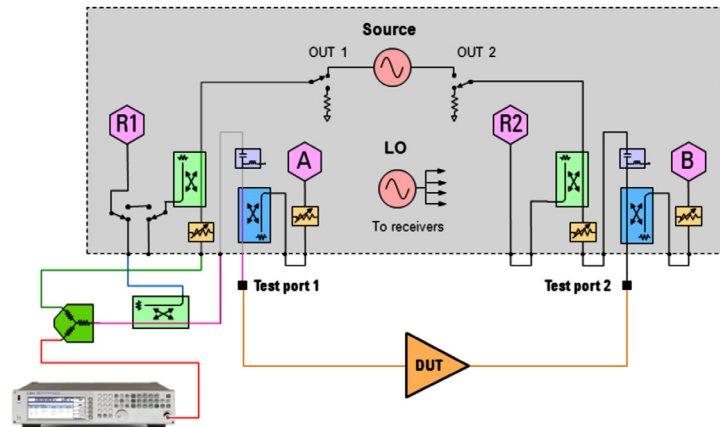 Source
OUT 1
OUT 2
R1
A
LO
R2
B
To receivers
Test port 1
Test port 2
DUT